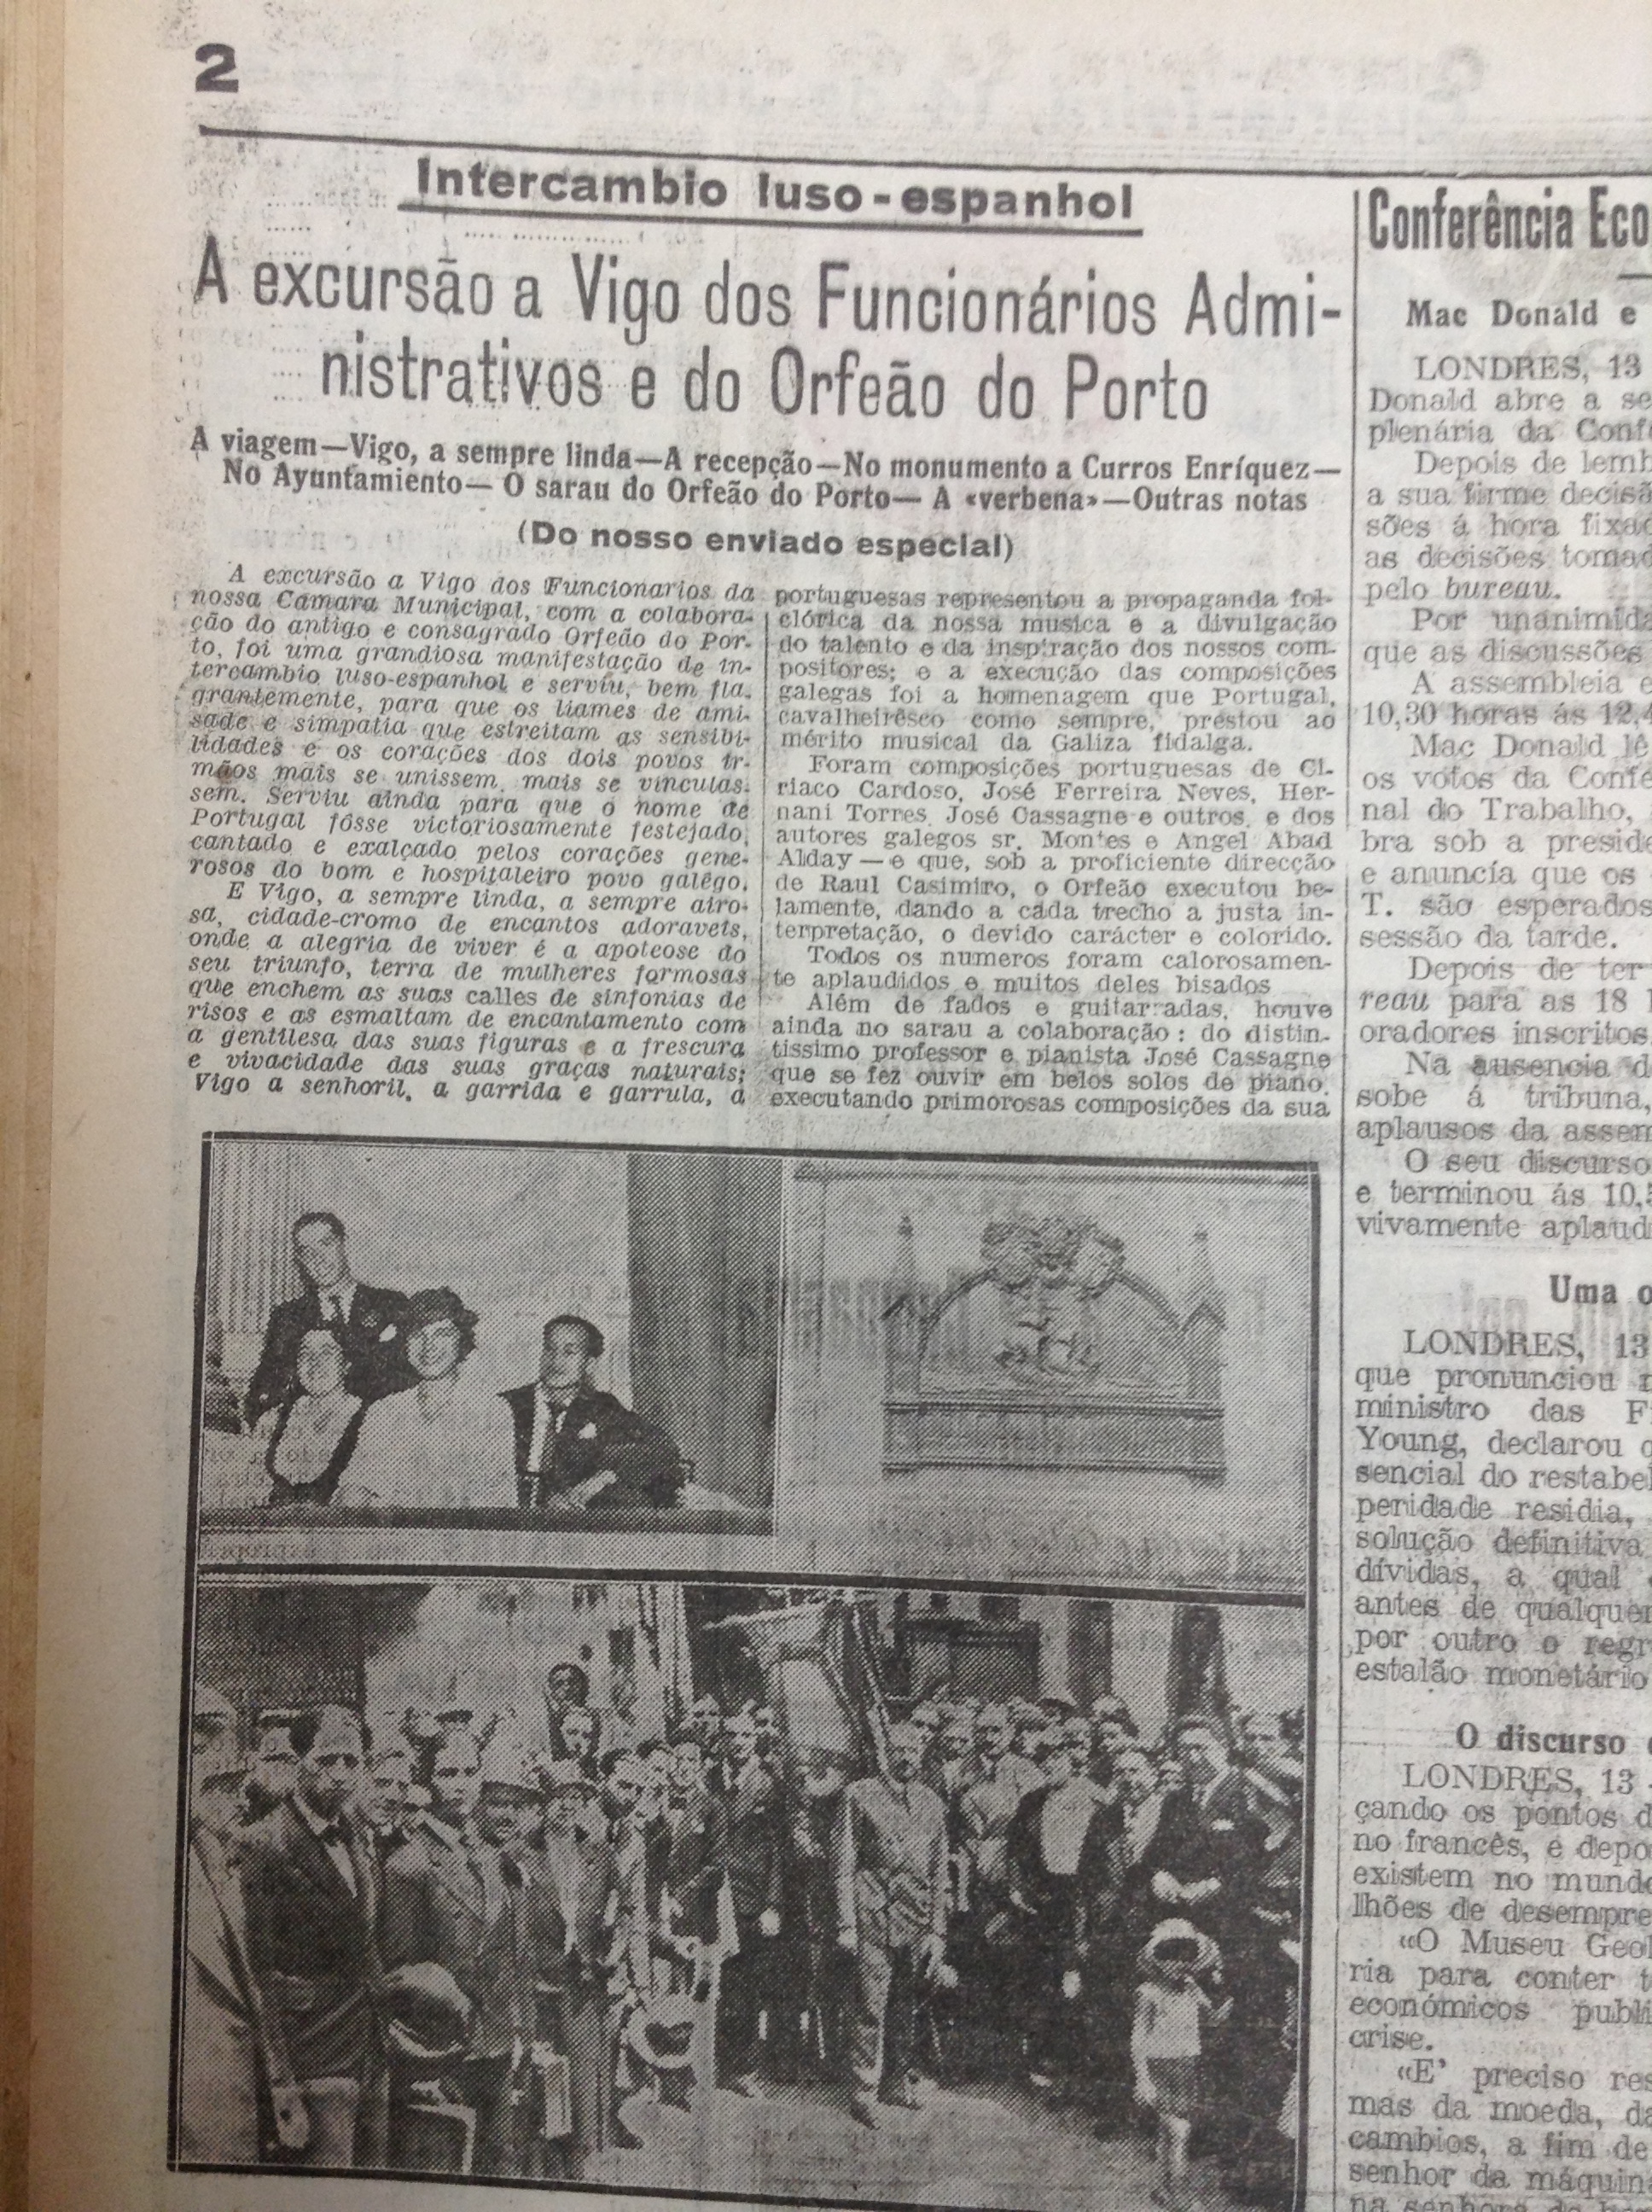 2
Intercambio luso-espanhol
A excursão a Vigo dos Funcionários Admi-
nistrativos e do Orfeão do Porto
A viagem—Vigo, a sempre linda—A recepção—No monumento a Curros Enríquez—
No Ayuntamiento— O sarau do Orfeão do Porto— A «verbena»—Outras notas
(Do nosso enviado especial)
A excursão a Vigo dos Funcionarios da
nossa Câmara Municipal, com a colabora-
ção do antigo e consagrado Orfeão do Por-
to, foi uma grandiosa manifestação de in-
tercambio luso-espanhol e serviu, bem fla-
grantemente, para que os liames de ami-
sade e simpatia que estreitam as sensibi-
lidades e os corações dos dois povos ir-
mãos mais se unissem, mais se vinculas-
sem. Serviu ainda para que o nome de
Portugal fôsse victoriosamente festejado,
cantado e exalçado pelos corações gene-
rosos do bom e hospitaleiro povo galêgo.
E Vigo, a sempre linda, a sempre airo-
sa, cidade-cromo de encantos adoraveis,
onde a alegria de viver é a apoteose do
seu triunfo, terra de mulheres formosas
que enchem as suas calles de sinfonias de
risos e as esmaltam de encantamento com
a gentilesa das suas figuras e a frescura
e vivacidade das suas graças naturais;
Vigo a senhoril, a garrida e garrula, a
portuguesas representou a propaganda fol-
clórica da nossa musica e a divulgação
do talento e da inspiração dos nossos com-
positores; e a execução das composições
galegas foi a homenagem que Portugal,
cavalheirêsco como sempre, prestou ao
mérito musical da Galiza fidalga.
Foram composições portuguesas de Ci-
riaco Cardoso, José Ferreira Neves, Her-
nani Torres, José Cassagne e outros, e dos
autores galegos sr. Montes e Angel Abad
Alday—e que, sob a proficiente direcção
de Raul Casimiro, o Orfeão executou be-
lamente, dando a cada trecho a justa in-
terpretação, o devido carácter e colorido.
Todos os numeros foram calorosamen-
te aplaudidos e muitos deles bisados
Além de fados e guitarradas, houve
ainda no sarau a colaboração: do distin-
tissimo professor e pianista José Cassagne
que se fez ouvir em belos solos de piano,
executando primorosas composições da sua
Conferência Eco
Mac Donald e
LONDRES, 13
Donald abre a se
plenária da Conf
Depois de lemb
a sua firme decisã
sões á hora fixad
as decisões tomad
pelo bureau.
Por unanimida
que as discussões
A assembleia e
10,30 horas ás 12,4
Mac Donald lê
os votos da Confe
nal do Trabalho,
bra sob a preside
e anuncía que os
T. são esperados
sessão da tarde.
Depois de ter
reau para as 18
oradores inscritos
Na ausencia d
sobe á tribuna,
aplausos da assem
O seu discurso
e terminou ás 10,5
vivamente aplaud
Uma o
LONDRES, 13
que pronunciou
ministro das F
Young, declarou
sencial do restabel
peridade residia,
solução definitiva
dívidas, a qual
antes de qualquer
por outro o regr
estalão monetário
O discurso
LONDRES, 13
çando os pontos d
no francês, e depo
existem no mundo
lhões de desempre
«O Museu Geol
ria para conter t
económicos publi
crise.
«E' preciso res
mas da moeda, da
cambios, a fim de
senhor da máquin